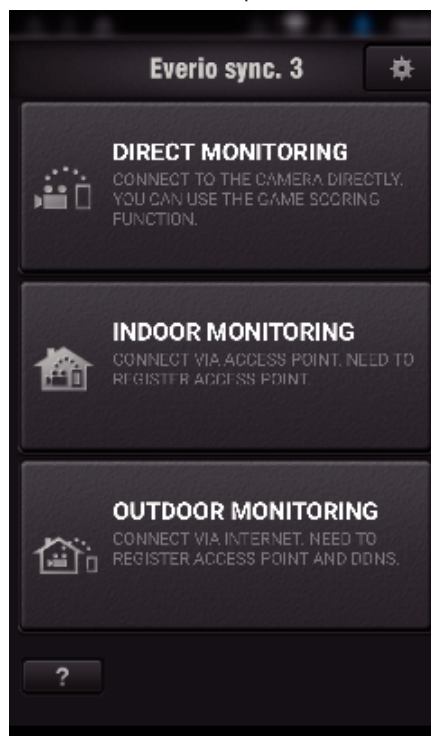 Everio sync. 3
DIRECT MONITORING
CONNECT TO THE CAMERA DIRECTLY.
YOU CAN USE THE GAME SCORING
FUNCTION.
INDOOR MONITORING
CONNECT VIA ACCESS POINT. NEED TO
REGISTER ACCESS POINT.
OUTDOOR MONITORING
CONNECT VIA INTERNET. NEED TO
REGISTER ACCESS POINT AND DDNS.
?